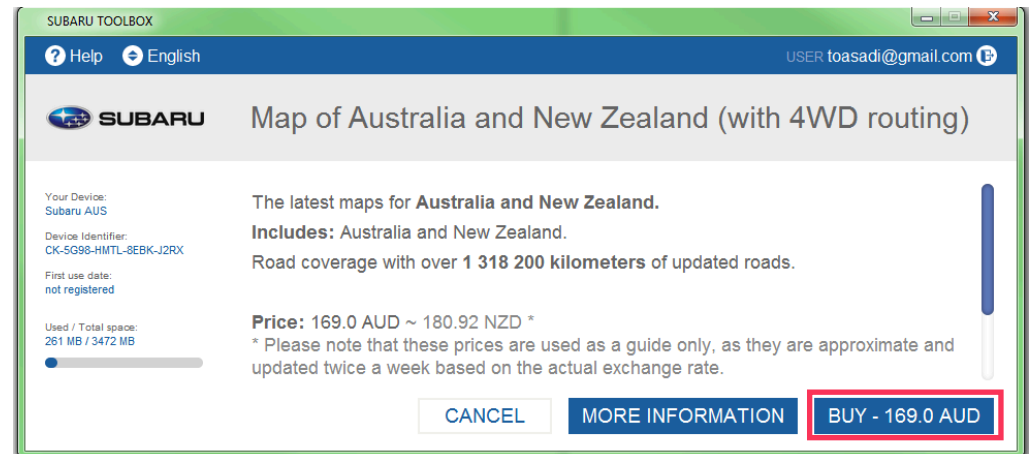 SUBARU TOOLBOX
? Help English USER toasadi@gmail.com
SUBARU Map of Australia and New Zealand (with 4WD routing)
Your Device:
Subaru AUS
Device Identifier:
CK-5G98-HMTL-8EBK-J2RX
First use date:
not registered
Used / Total space:
261 MB / 3472 MB
The latest maps for Australia and New Zealand.
Includes: Australia and New Zealand.
Road coverage with over 1 318 200 kilometers of updated roads.
Price: 169.0 AUD ~ 180.92 NZD *
* Please note that these prices are used as a guide only, as they are approximate and
updated twice a week based on the actual exchange rate.
CANCEL MORE INFORMATION BUY - 169.0 AUD